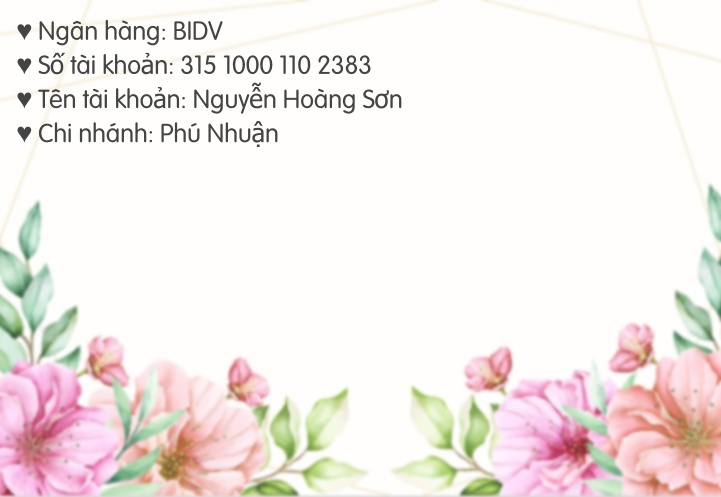 ♥ Ngân hàng: BIDV
♥ Số tài khoản: 315 1000 110 2383
♥ Tên tài khoản: Nguyễn Hoàng Sơn
♥ Chi nhánh: Phú Nhuận